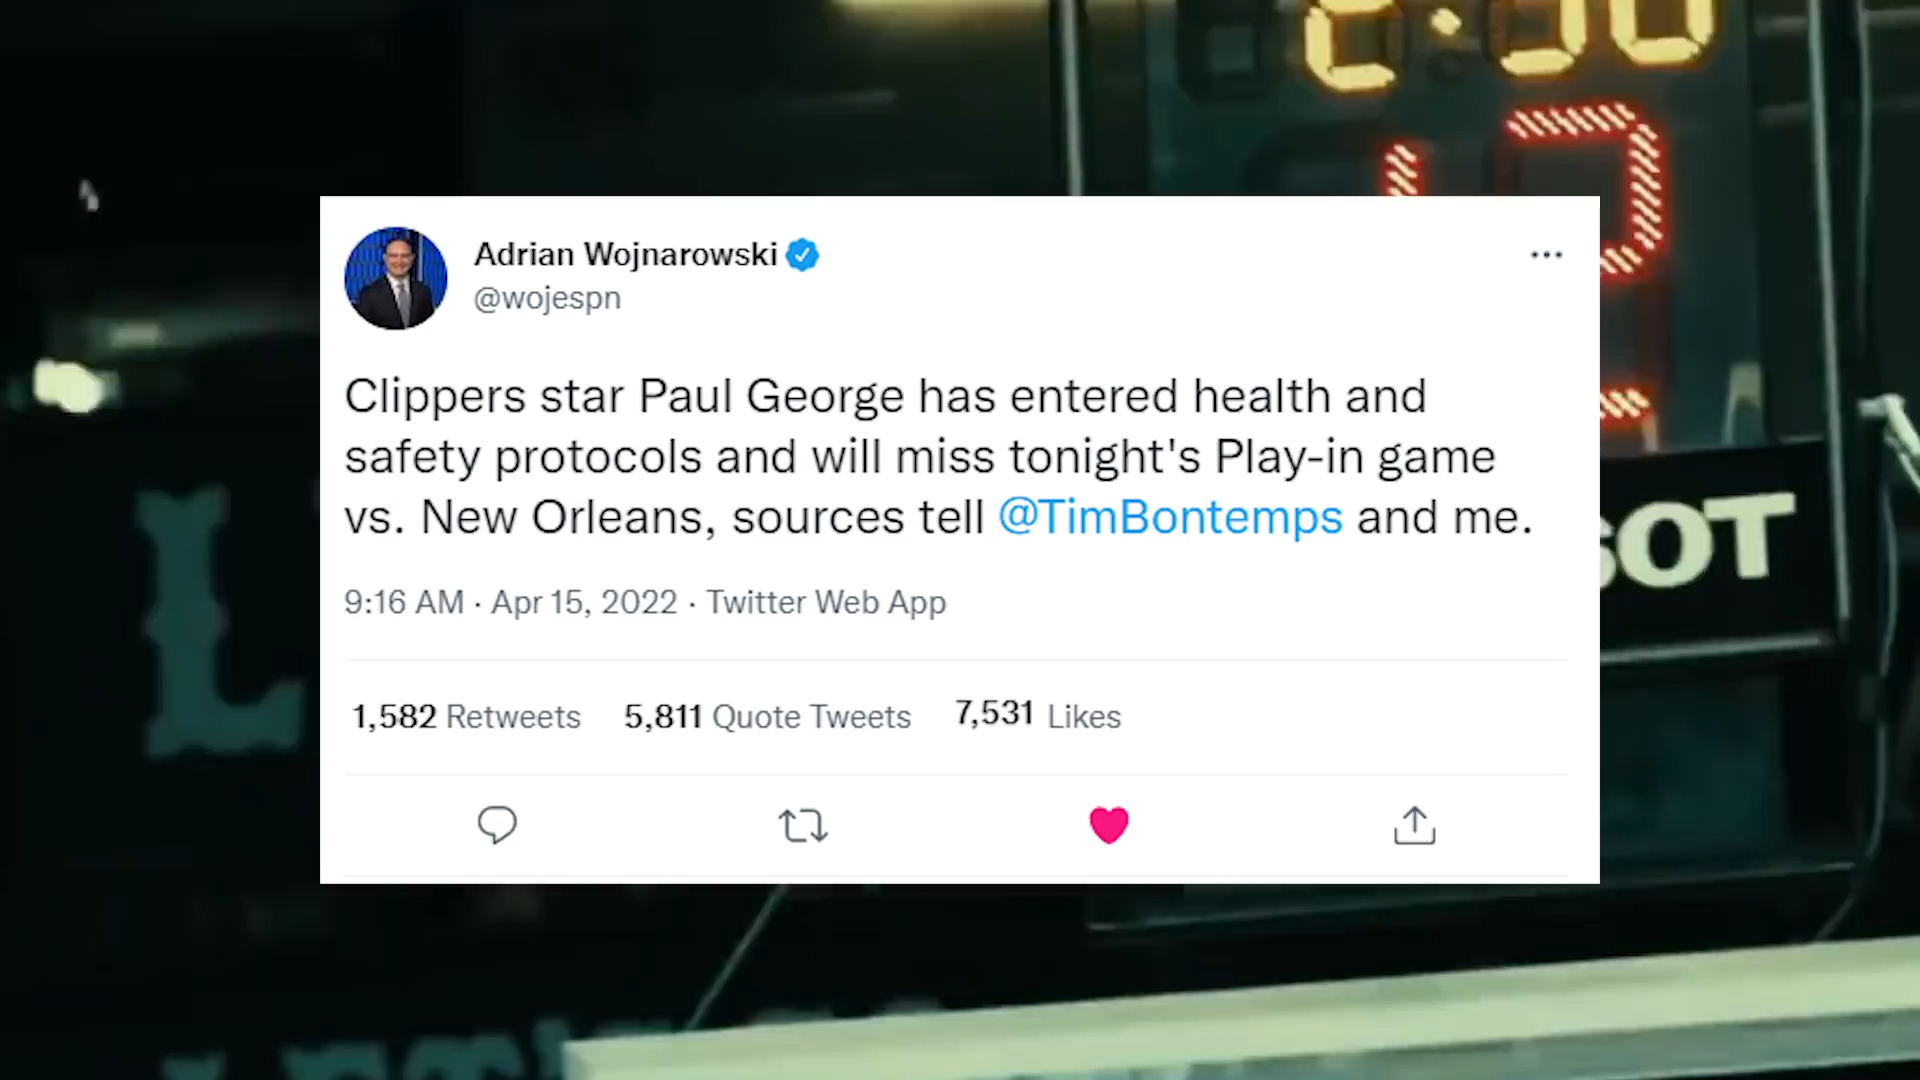 Adrian Wojnarowski
@wojespn
Clippers star Paul George has entered health and
safety protocols and will miss tonight's Play-in game
vs. New Orleans, sources tell @TimBontemps and me.
9:16 AM · Apr 15, 2022 · Twitter Web App
1,582 Retweets 5,811 Quote Tweets 7,531 Likes